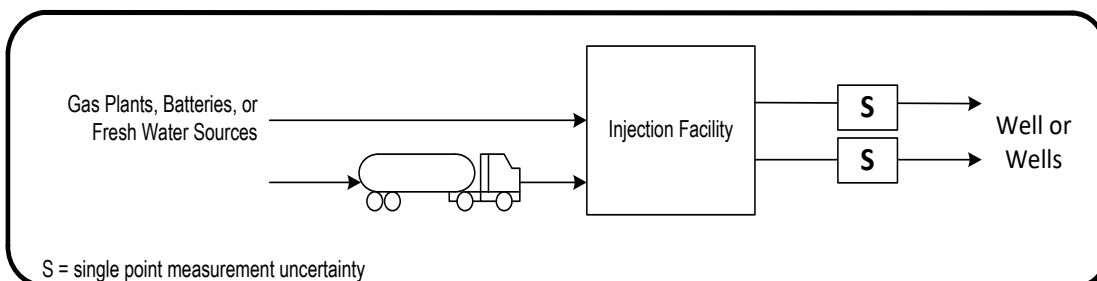 Gas Plants, Batteries, or
Fresh Water Sources
Injection Facility
S
S
Well or
Wells
S = single point measurement uncertainty